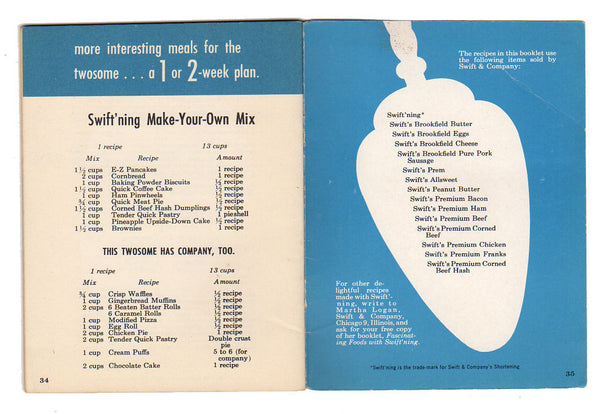 more interesting meals for the
twosome . . . a 1 or 2-week plan.
Swift'ning Make-Your-Own Mix
1 recipe 13 cups
Mix Recipe Amount
1½ cups E-Z Pancakes 1 recipe
2 cups Cornbread 1 recipe
1 cup Baking Powder Biscuits ½ recipe
1½ cups Quick Coffee Cake ½ recipe
1 cup Ham Pinwheels ½ recipe
¾ cup Quick Meat Pie ½ recipe
1½ cups Corned Beef Hash Dumplings ½ recipe
1 cup Tender Quick Pastry 1 pieshell
1 cup Pineapple Upside-Down Cake ½ recipe
1½ cups Brownies 1 recipe
THIS TWOSOME HAS COMPANY, TOO.
1 recipe 13 cups
Mix Recipe Amount
¾ cup Crisp Waffles ½ recipe
1 cup Gingerbread Muffins ½ recipe
2 cups 6 Beaten Batter Rolls ½ recipe
6 Caramel Rolls ½ recipe
1 cup Modified Pizza ½ recipe
1 cup Egg Roll ½ recipe
2 cups Chicken Pie 1 recipe
2 cups Tender Quick Pastry Double crust
pie
1 cup Cream Puffs 5 to 6 (for
company)
2 cups Chocolate Cake 1 recipe
34
The recipes in this booklet use
the following items sold by
Swift & Company:
Swift'ning*
Swift's Brookfield Butter
Swift's Brookfield Eggs
Swift's Brookfield Cheese
Swift's Brookfield Pure Pork
Sausage
Swift's Prem
Swift's Allsweet
Swift's Peanut Butter
Swift's Premium Bacon
Swift's Premium Ham
Swift's Premium Beef
Swift's Premium Corned
Beef
Swift's Premium Chicken
Swift's Premium Franks
Swift's Premium Corned
Beef Hash
For other de-
lightful recipes
made with Swift'-
ning, write to
Martha Logan,
Swift & Company,
Chicago 9, Illinois, and
ask for your free copy
of her booklet, Fascinat-
ing Foods with Swift'ning.
*Swift'ning is the trade-mark for Swift & Company's Shortening
35